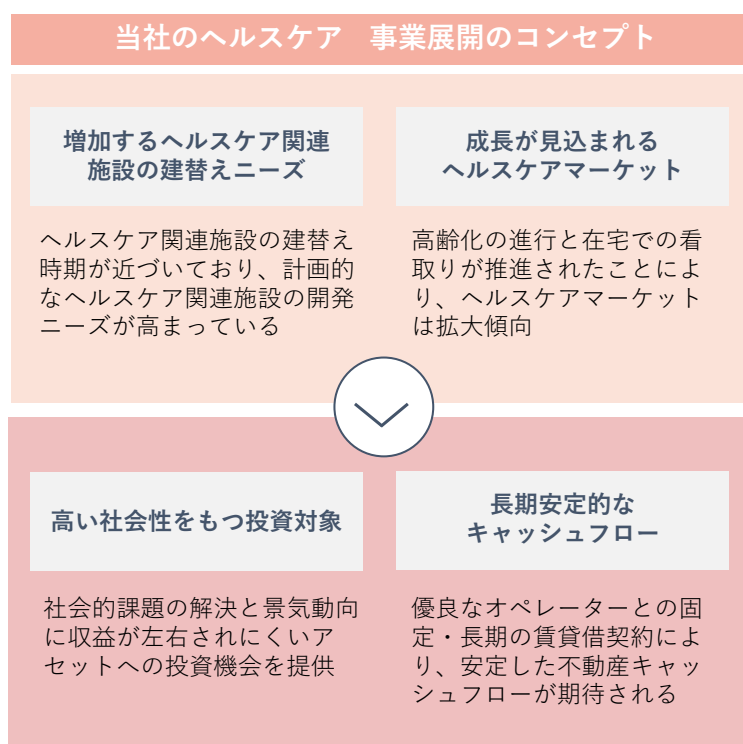 当社のヘルスケア　事業展開のコンセプト
増加するヘルスケア関連
施設の建替えニーズ
ヘルスケア関連施設の建替え
時期が近づいており、計画的
なヘルスケア関連施設の開発
ニーズが高まっている
成長が見込まれる
ヘルスケアマーケット
高齢化の進行と在宅での看
取りが推進されたことによ
り、ヘルスケアマーケット
は拡大傾向
高い社会性をもつ投資対象
社会的課題の解決と景気動向
に収益が左右されにくいア
セットへの投資機会を提供
長期安定的な
キャッシュフロー
優良なオペレーターとの固
定・長期の賃貸借契約によ
り、安定した不動産キャッ
シュフローが期待される